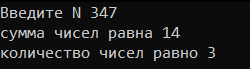 Введите N 347
сумма чисел равна 14
количество чисел равно 3